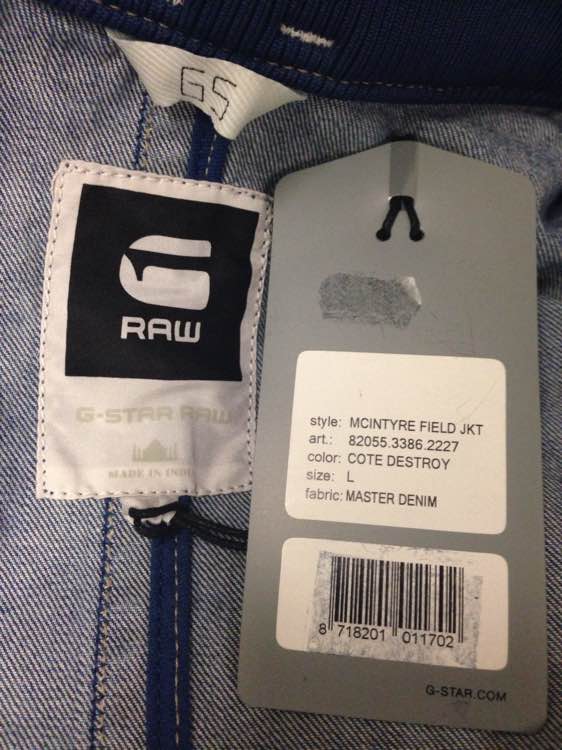 GS
RAW
G-STAR RAW
MADE IN INDIA
style: MCINTYRE FIELD JKT
art.: 82055.3386.2227
color: COTE DESTROY
size: L
fabric: MASTER DENIM
8 718201 011702
G-STAR.COM